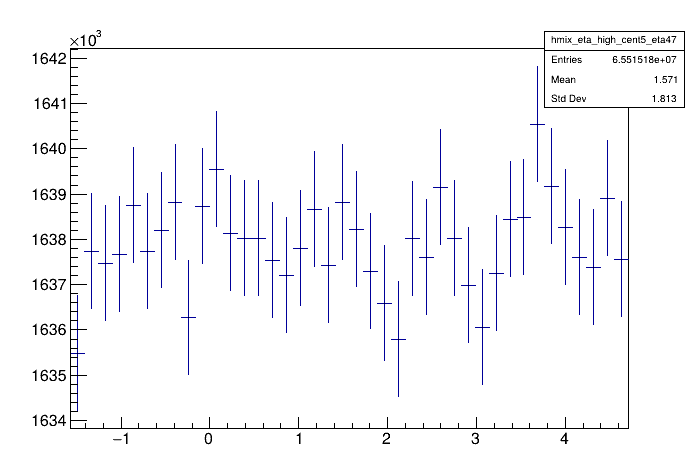 ×10³
hmix_eta_high_cent5_eta47
Entries 6.551518e+07
Mean 1.571
Std Dev 1.813
1642
1641
1640
1639
1638
1637
1636
1635
1634
−1 0 1 2 3 4